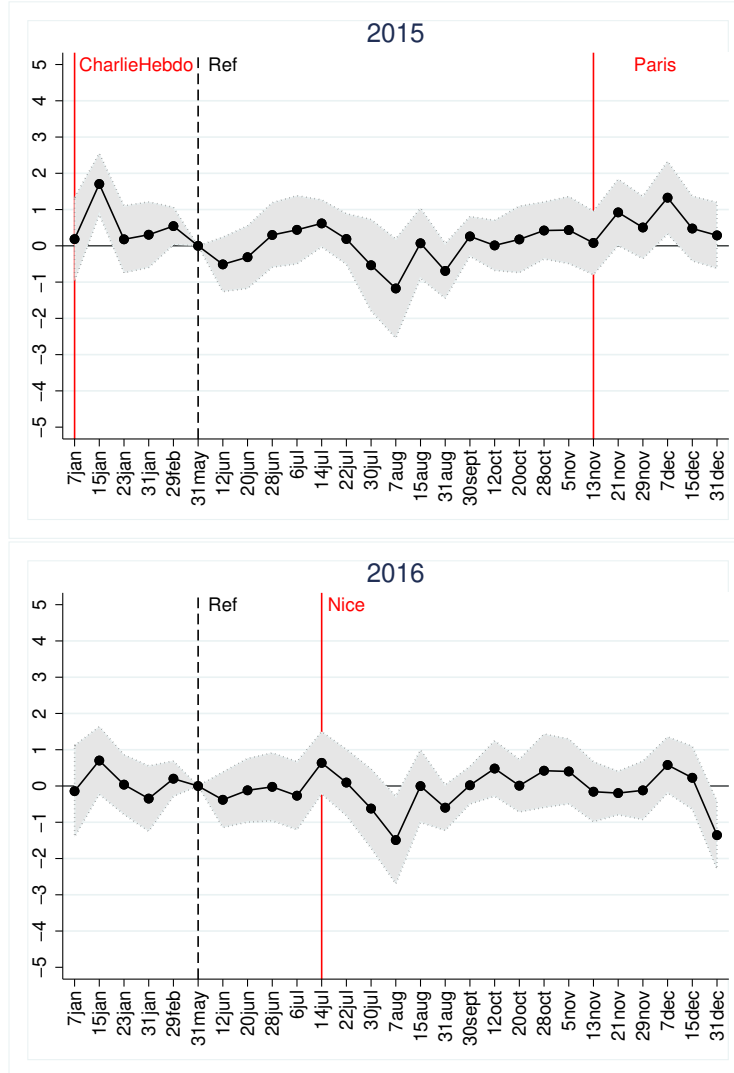 2015
CharlieHebdo
Ref
Paris
5
4
3
2
1
0
−1
−2
−3
−4
−5
7jan
15jan
23jan
31jan
29feb
31may
12jun
20jun
28jun
6jul
14jul
22jul
30jul
7aug
15aug
31aug
30sept
12oct
20oct
28oct
5nov
13nov
21nov
29nov
7dec
15dec
31dec
2016
Ref
Nice
5
4
3
2
1
0
−1
−2
−3
−4
−5
7jan
15jan
23jan
31jan
29feb
31may
12jun
20jun
28jun
6jul
14jul
22jul
30jul
7aug
15aug
31aug
30sept
12oct
20oct
28oct
5nov
13nov
21nov
29nov
7dec
15dec
31dec